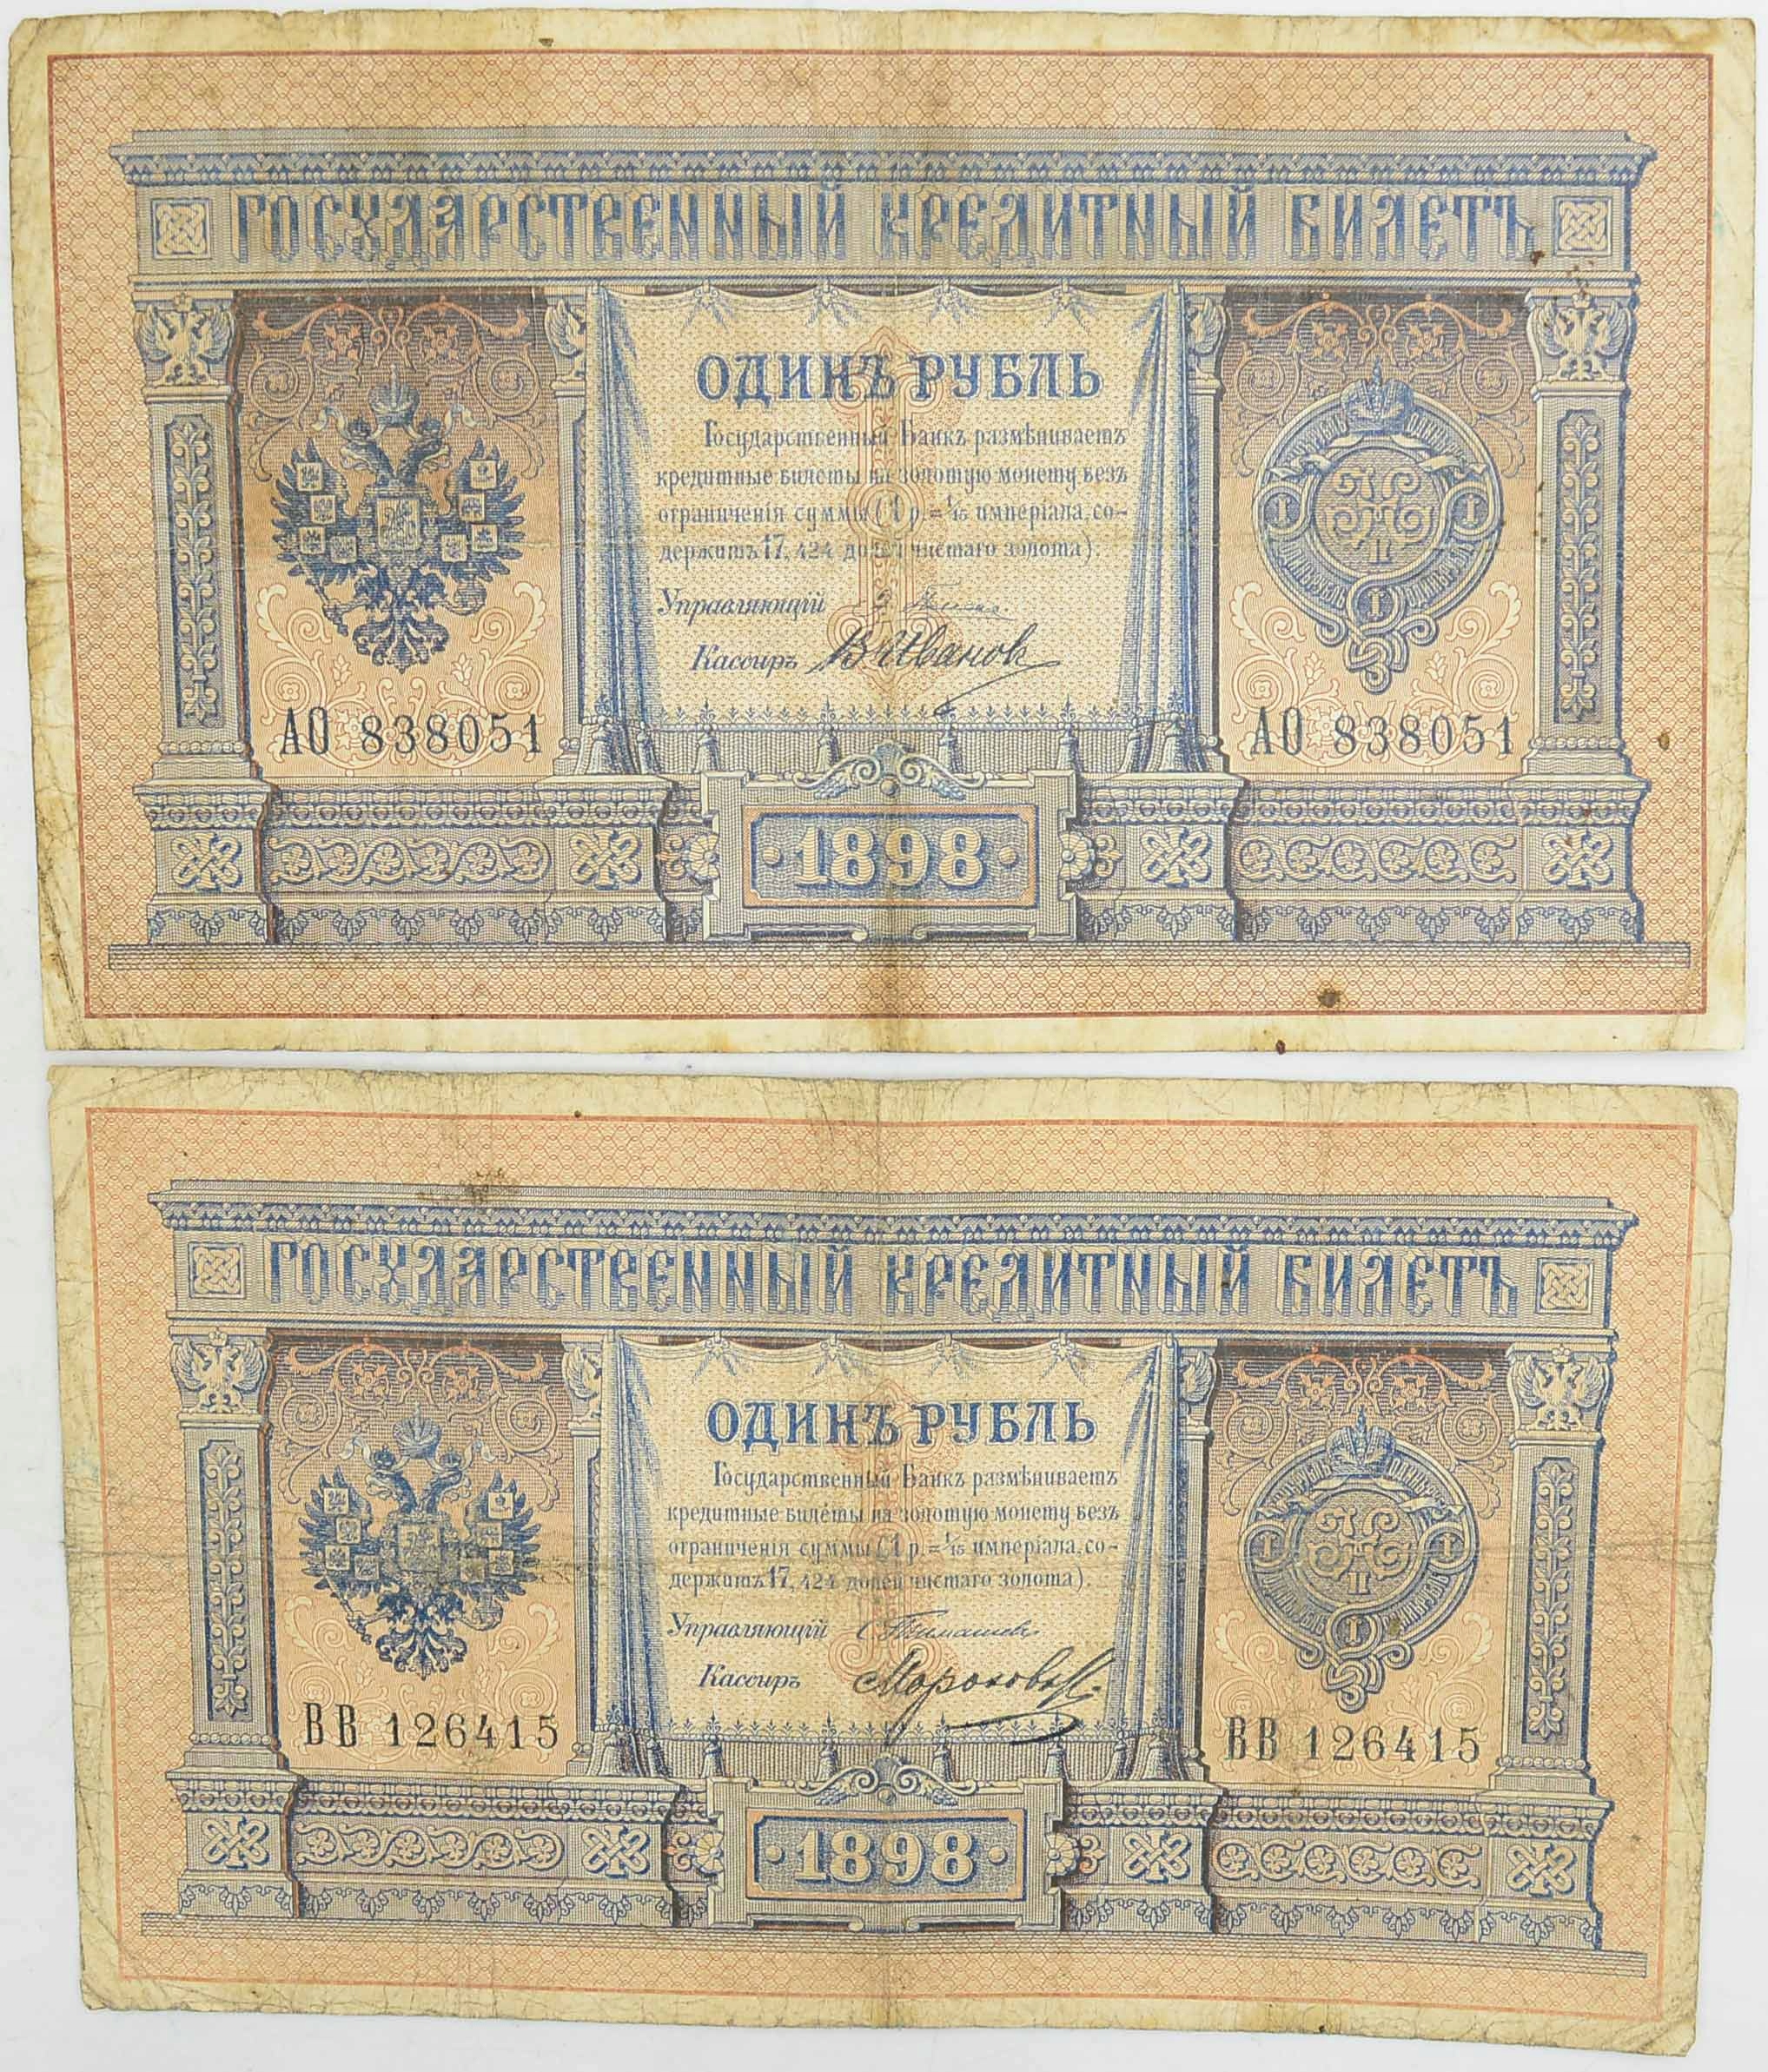 ГОСУДАРСТВЕННЫЙ КРЕДИТНЫЙ БИЛЕТЪ
ОДИНЪ РУБЛЬ
Государственный Банкъ размѣниваетъ
кредитные билеты на золотую монету безъ
ограниченія суммы (1 р. = 1/15 имперіала, со-
держитъ 17,424 долей чистаго золота).
Управляющій
Кассиръ В Иванов
АО 838051
АО 838051
1898
ГОСУДАРСТВЕННЫЙ КРЕДИТНЫЙ БИЛЕТЪ
ОДИНЪ РУБЛЬ
Государственный Банкъ размѣниваетъ
кредитные билеты на золотую монету безъ
ограниченія суммы (1 р. = 1/15 имперіала, со-
держитъ 17,424 долей чистаго золота).
Управляющій С Тимашевъ
Кассиръ
ВВ 126415
ВВ 126415
1898